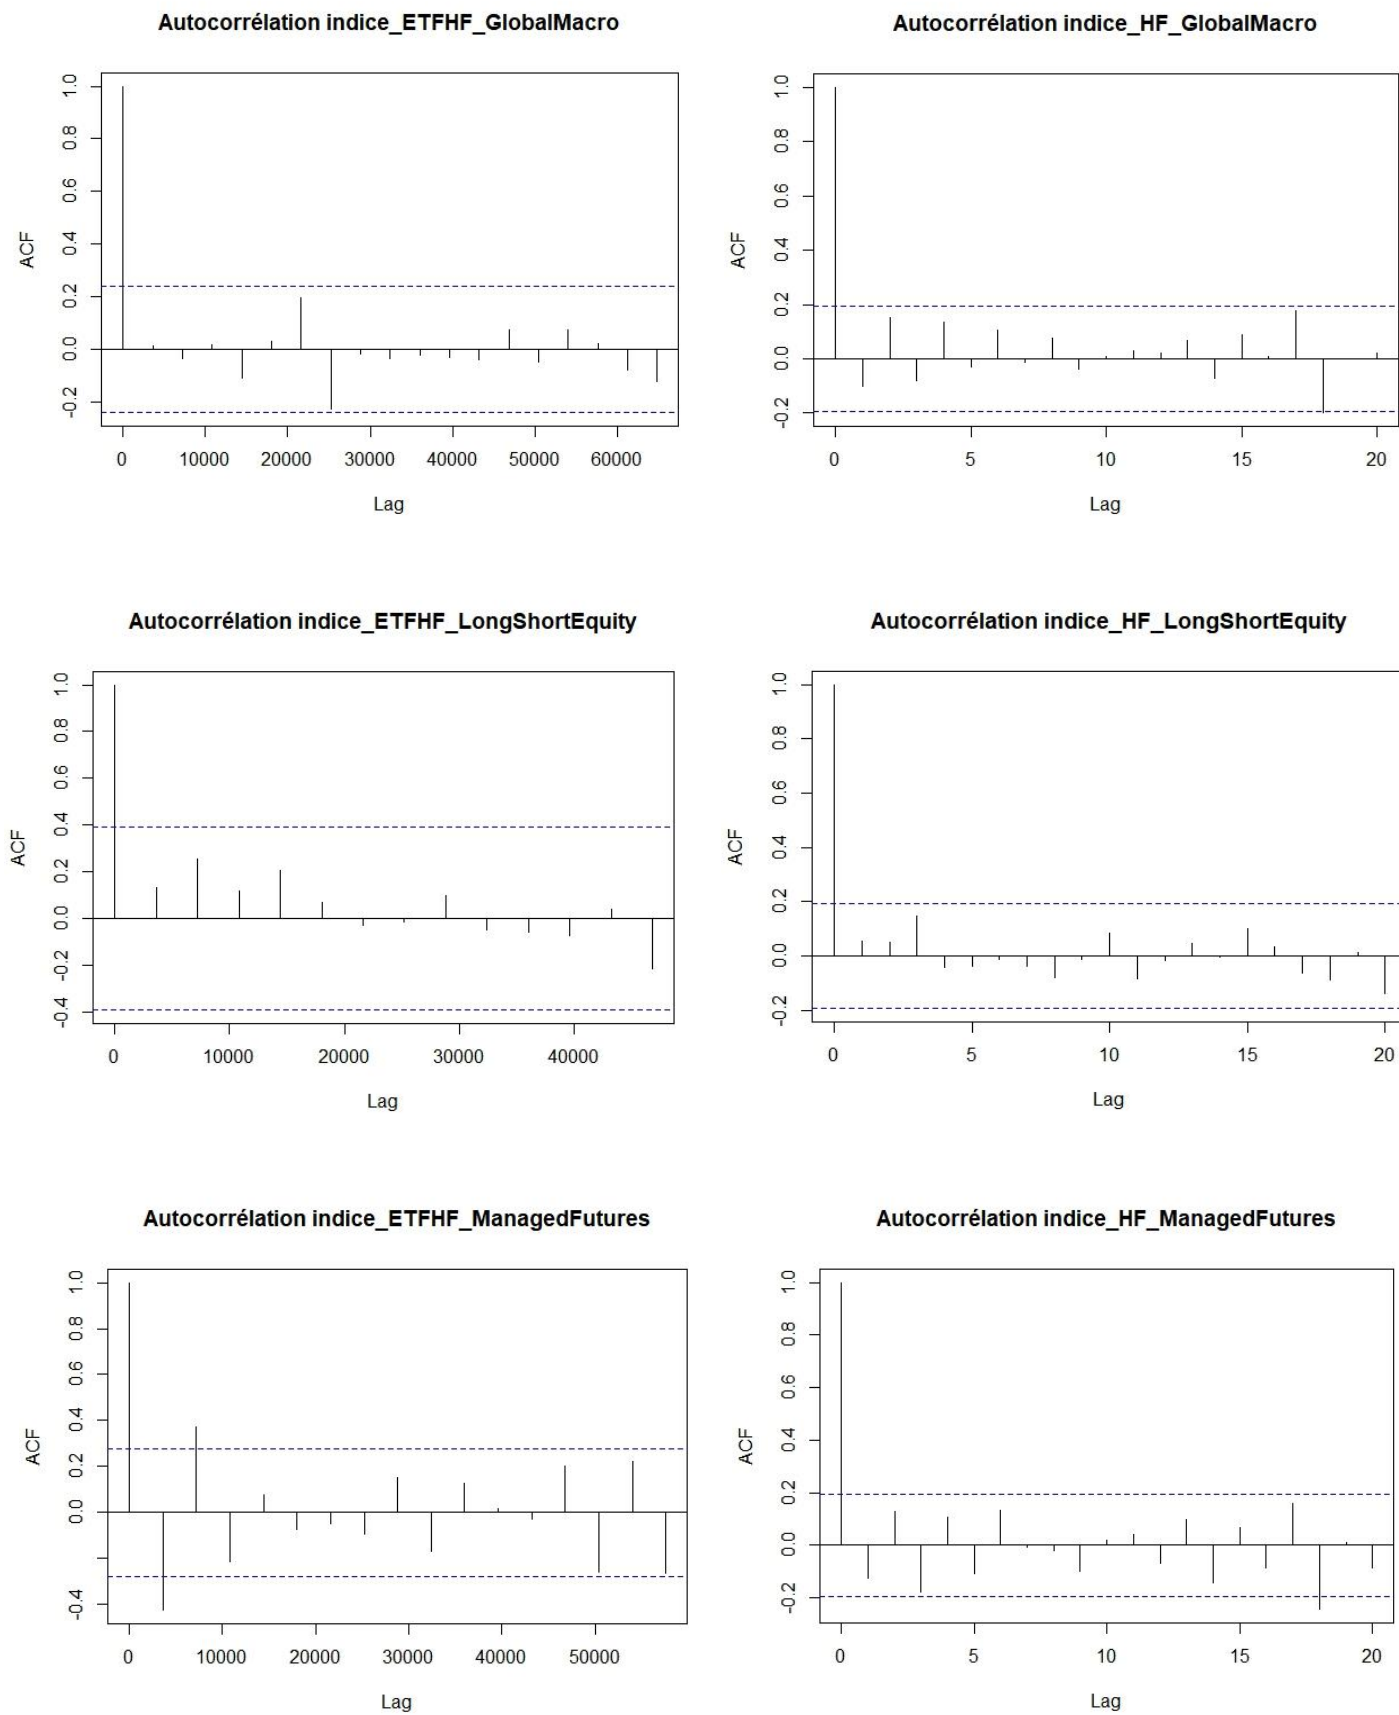 Autocorrélation indice_ETFHF_GlobalMacro
ACF
1.0
0.8
0.6
0.4
0.2
0.0
-0.2
0 10000 20000 30000 40000 50000 60000
Lag
Autocorrélation indice_HF_GlobalMacro
ACF
1.0
0.8
0.6
0.4
0.2
0.0
-0.2
0 5 10 15 20
Lag
Autocorrélation indice_ETFHF_LongShortEquity
ACF
1.0
0.8
0.6
0.4
0.2
0.0
-0.2
-0.4
0 10000 20000 30000 40000
Lag
Autocorrélation indice_HF_LongShortEquity
ACF
1.0
0.8
0.6
0.4
0.2
0.0
-0.2
0 5 10 15 20
Lag
Autocorrélation indice_ETFHF_ManagedFutures
ACF
1.0
0.8
0.6
0.4
0.2
0.0
-0.4
0 10000 20000 30000 40000 50000
Lag
Autocorrélation indice_HF_ManagedFutures
ACF
1.0
0.8
0.6
0.4
0.2
0.0
-0.2
0 5 10 15 20
Lag